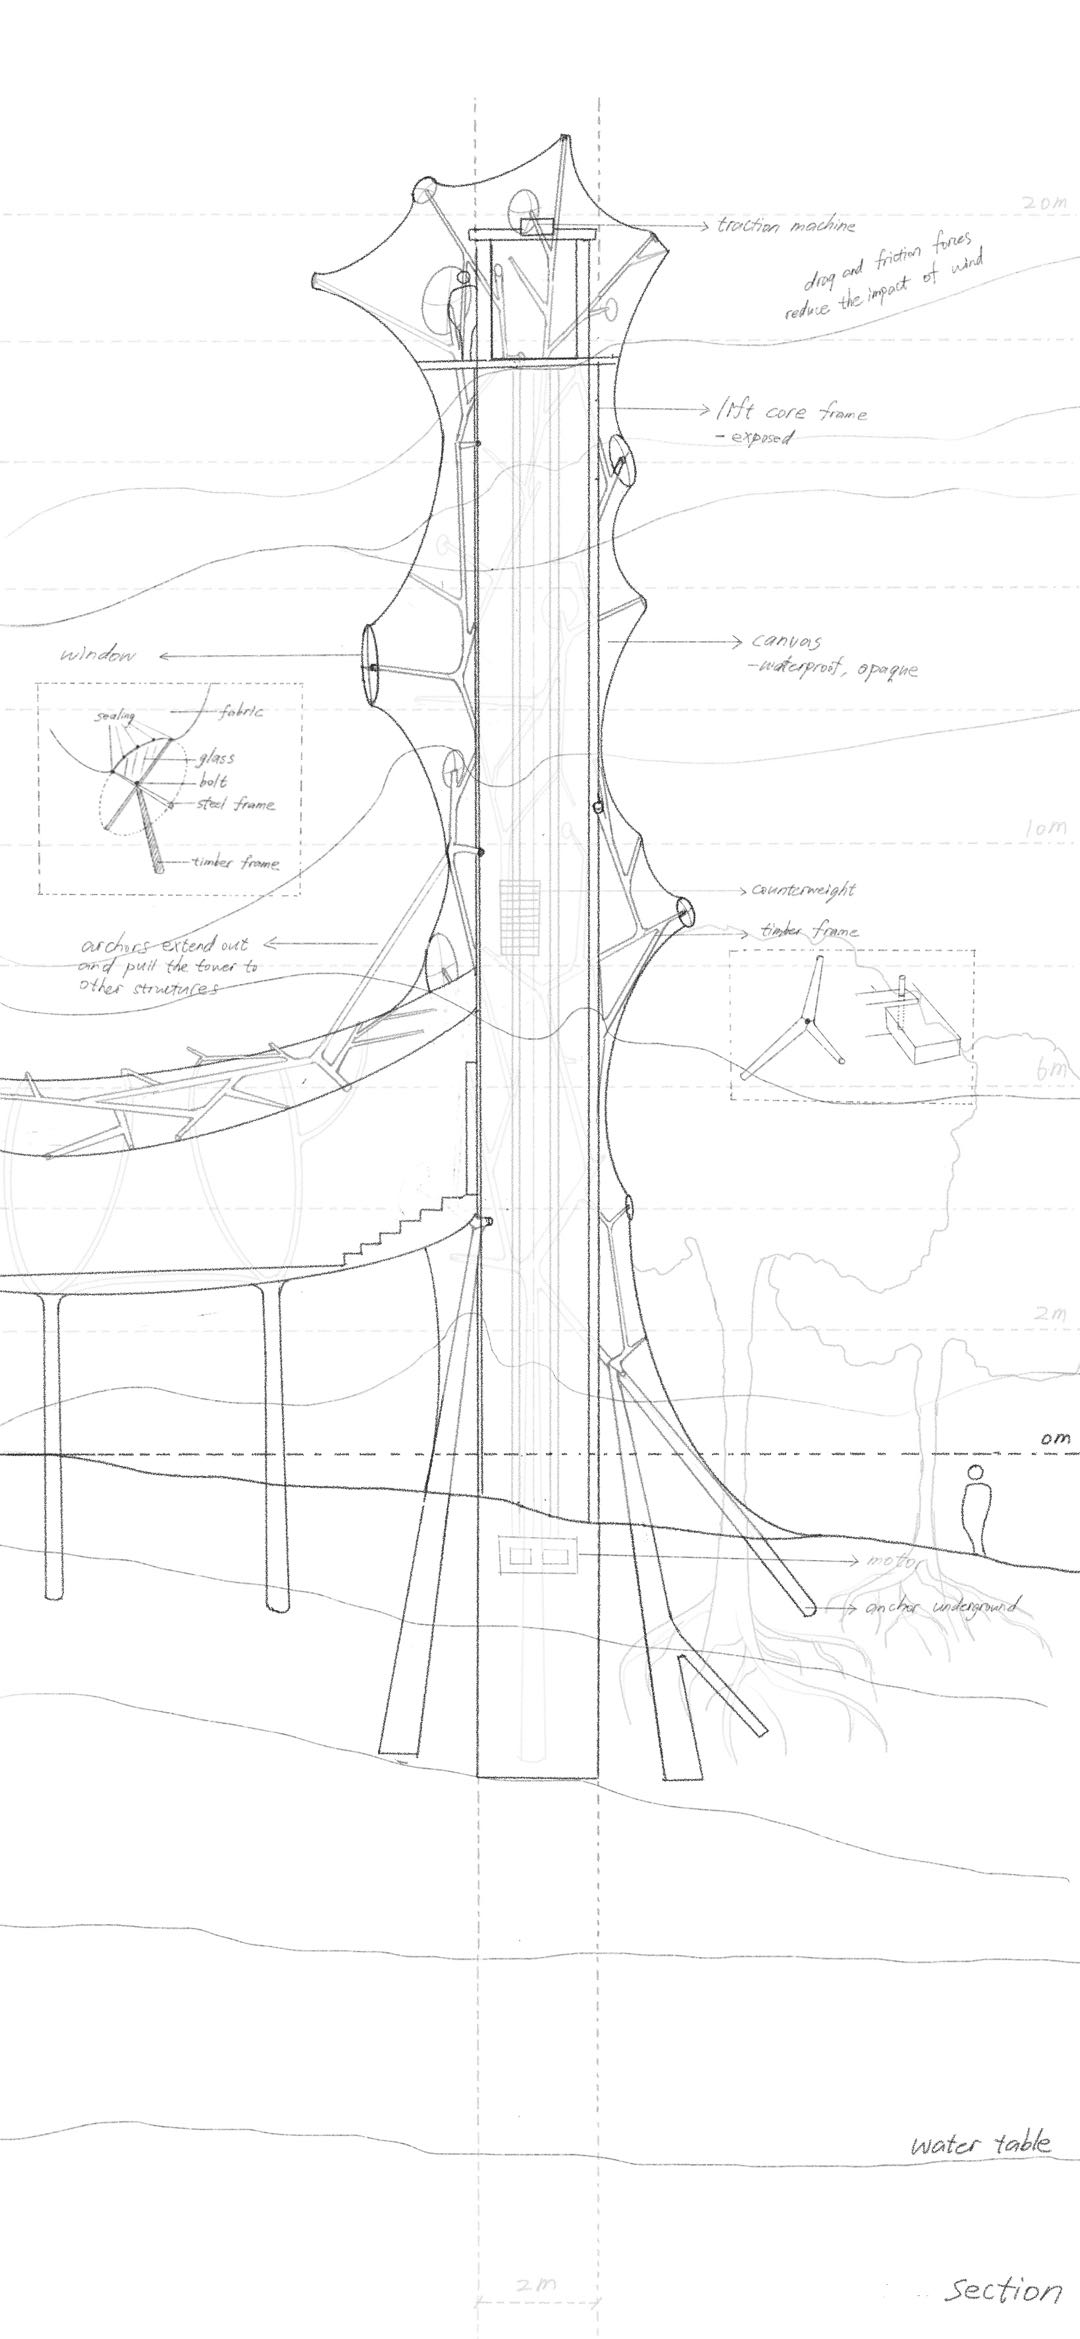 20m
traction machine
drag and friction forces
reduce the impact of wind
lift core frame
- exposed
window
canvas
-waterproof, opaque
sealing
fabric
glass
bolt
steel frame
timber frame
10m
counterweight
timber frame
anchors extend out
and pull the tower to
other structures
6m
2m
0m
motor
anchor underground
water table
2m
section